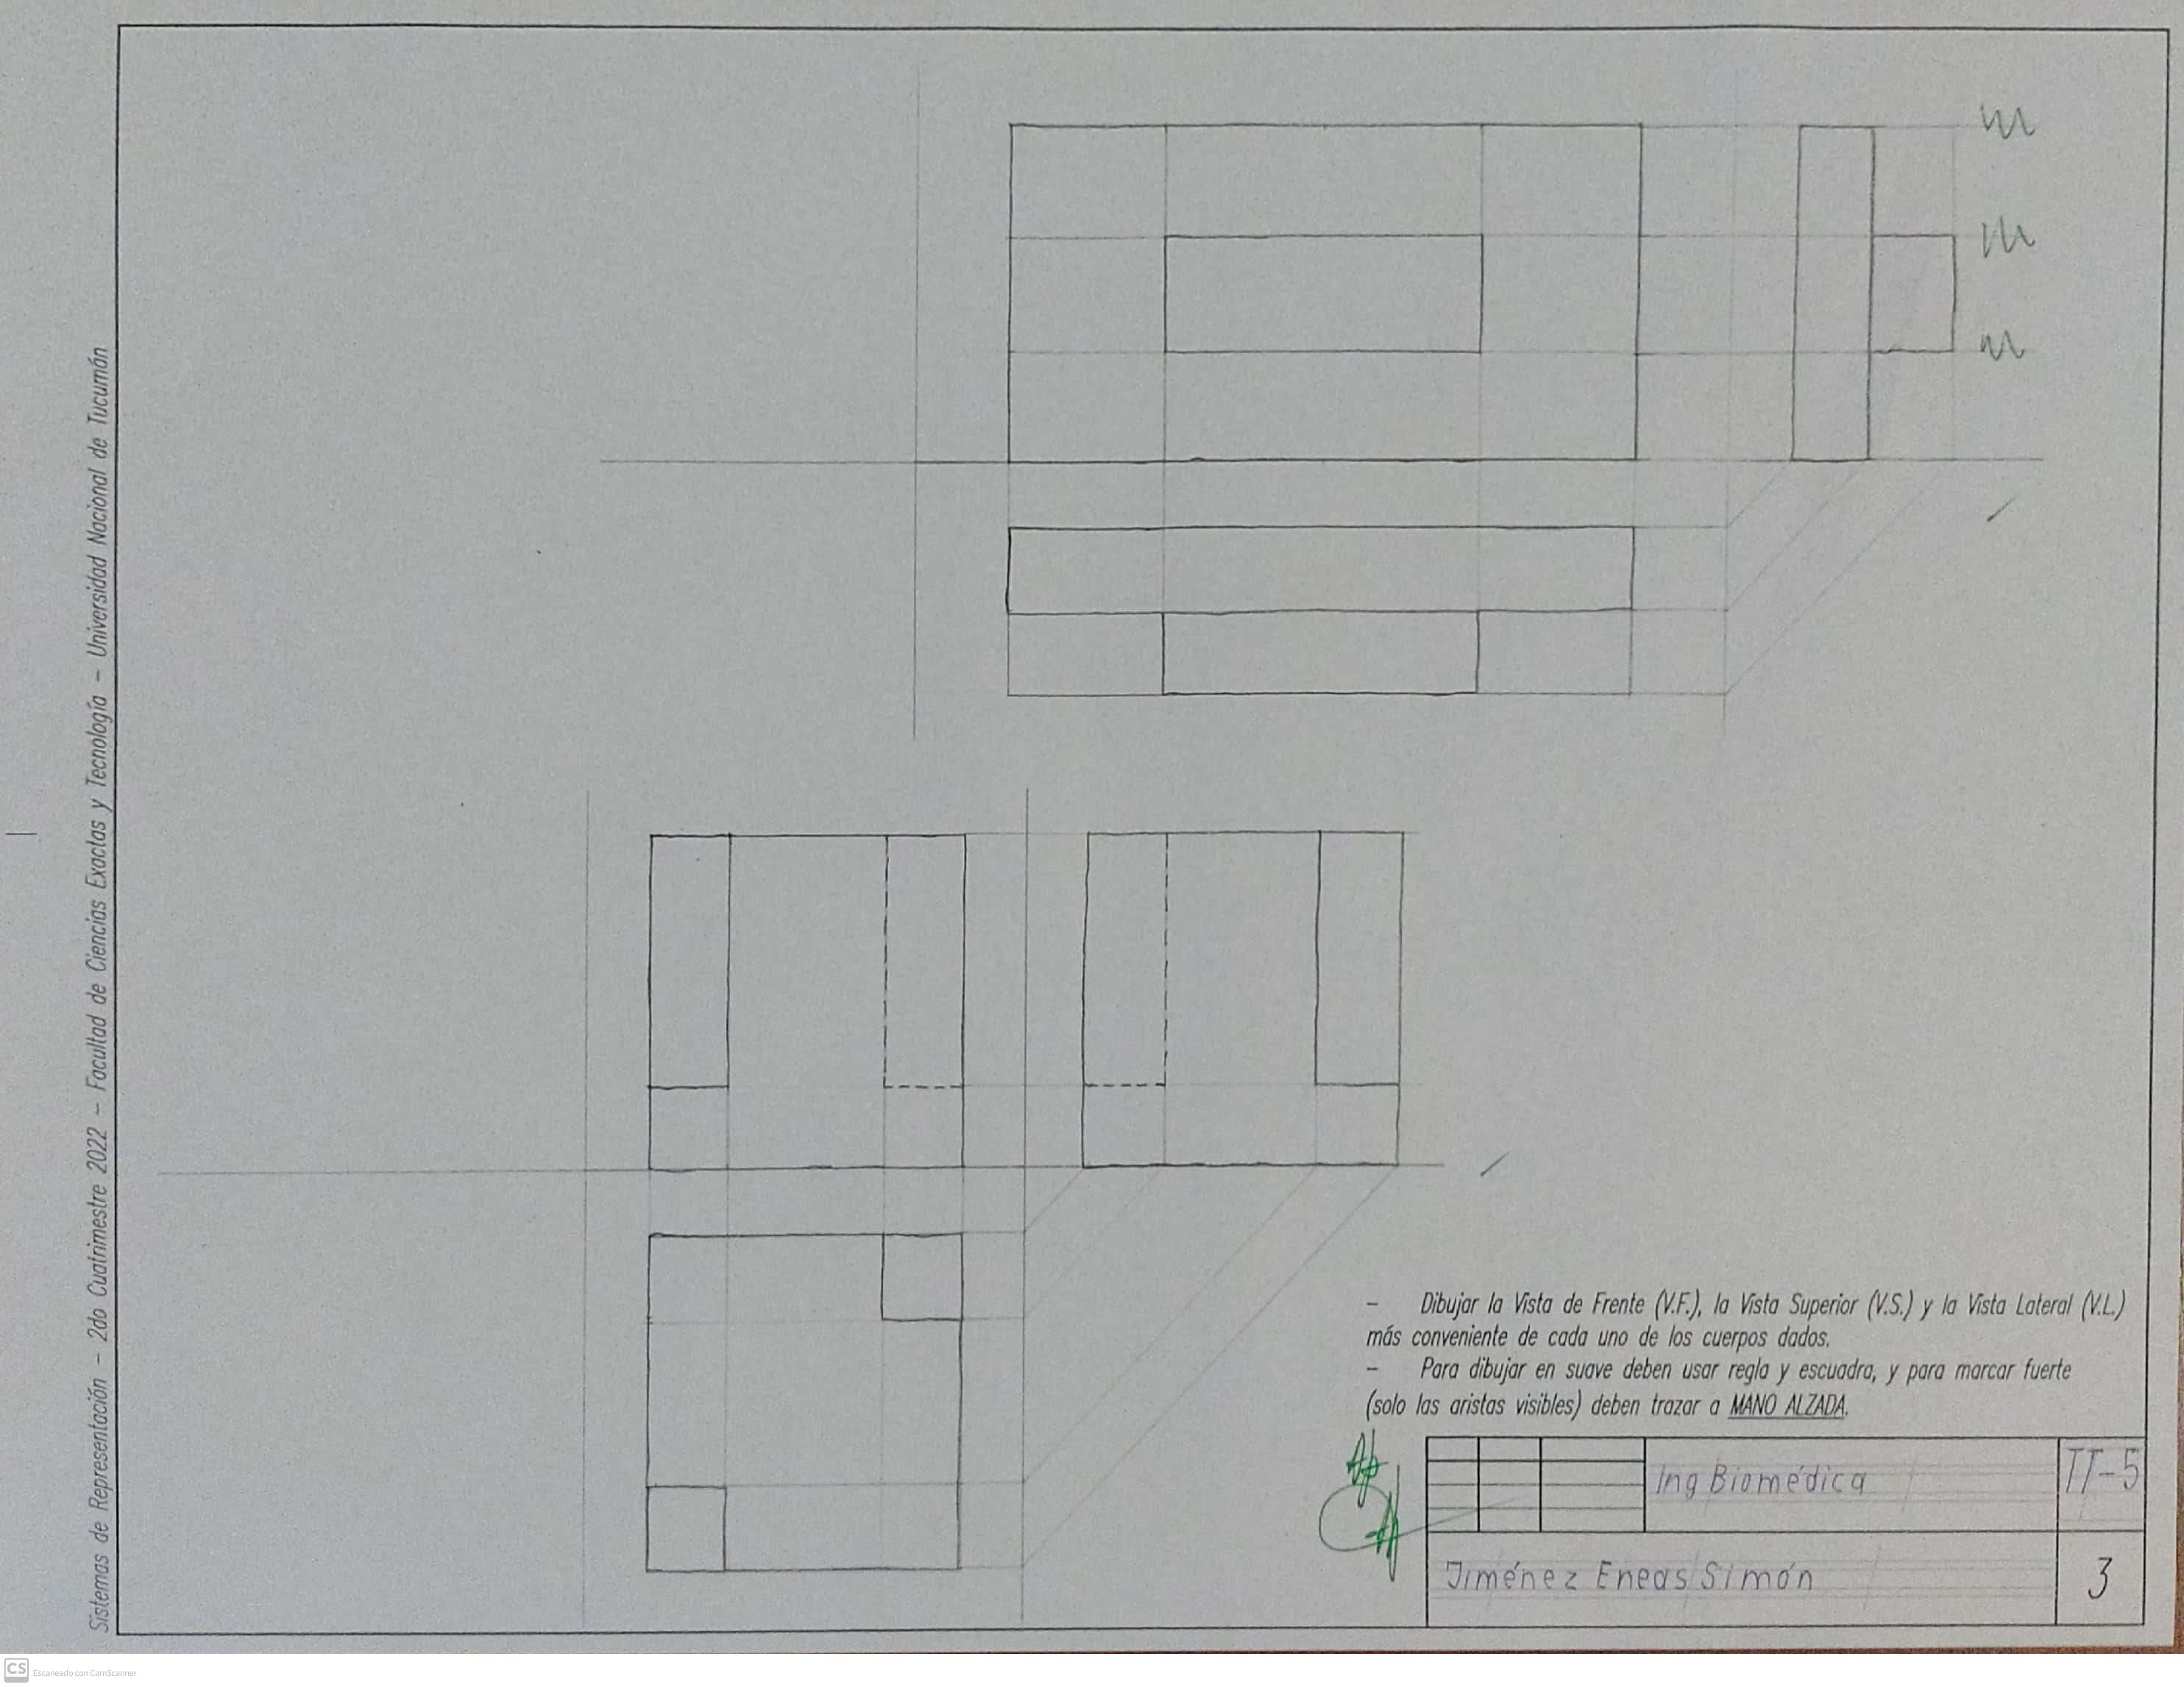 Sistemas de Representación – 2do Cuatrimestre 2022 – Facultad de Ciencias Exactas y Tecnología – Universidad Nacional de Tucumán
– Dibujar la Vista de Frente (V.F.), la Vista Superior (V.S.) y la Vista Lateral (V.L.)
más conveniente de cada uno de los cuerpos dados.
– Para dibujar en suave deben usar regla y escuadra, y para marcar fuerte
(solo las aristas visibles) deben trazar a MANO ALZADA.
Ap
Ing Biomédica
TT-5
Jiménez Eneas Simón
3
CS Escaneado con CamScanner